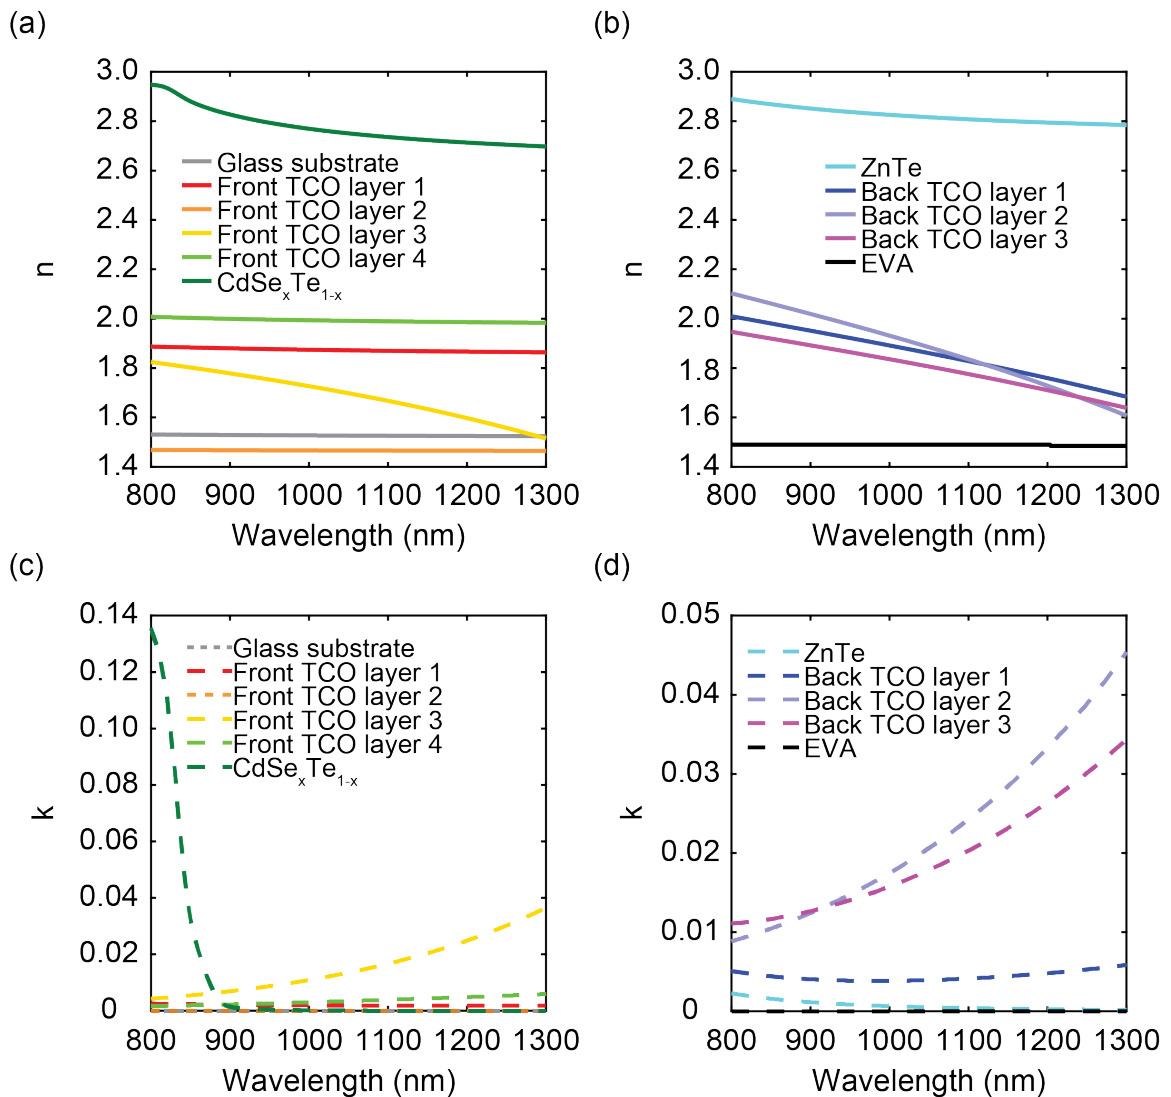 (a)
3.0
2.8
2.6
2.4
2.2
2.0
1.8
1.6
1.4
n
Glass substrate
Front TCO layer 1
Front TCO layer 2
Front TCO layer 3
Front TCO layer 4
CdSexTe1-x
800 900 1000 1100 1200 1300
Wavelength (nm)
(b)
3.0
2.8
2.6
2.4
2.2
2.0
1.8
1.6
1.4
n
ZnTe
Back TCO layer 1
Back TCO layer 2
Back TCO layer 3
EVA
800 900 1000 1100 1200 1300
Wavelength (nm)
(c)
0.14
0.12
0.10
0.08
0.06
0.04
0.02
0
k
Glass substrate
Front TCO layer 1
Front TCO layer 2
Front TCO layer 3
Front TCO layer 4
CdSexTe1-x
800 900 1000 1100 1200 1300
Wavelength (nm)
(d)
0.05
0.04
0.03
0.02
0.01
0
k
ZnTe
Back TCO layer 1
Back TCO layer 2
Back TCO layer 3
EVA
800 900 1000 1100 1200 1300
Wavelength (nm)